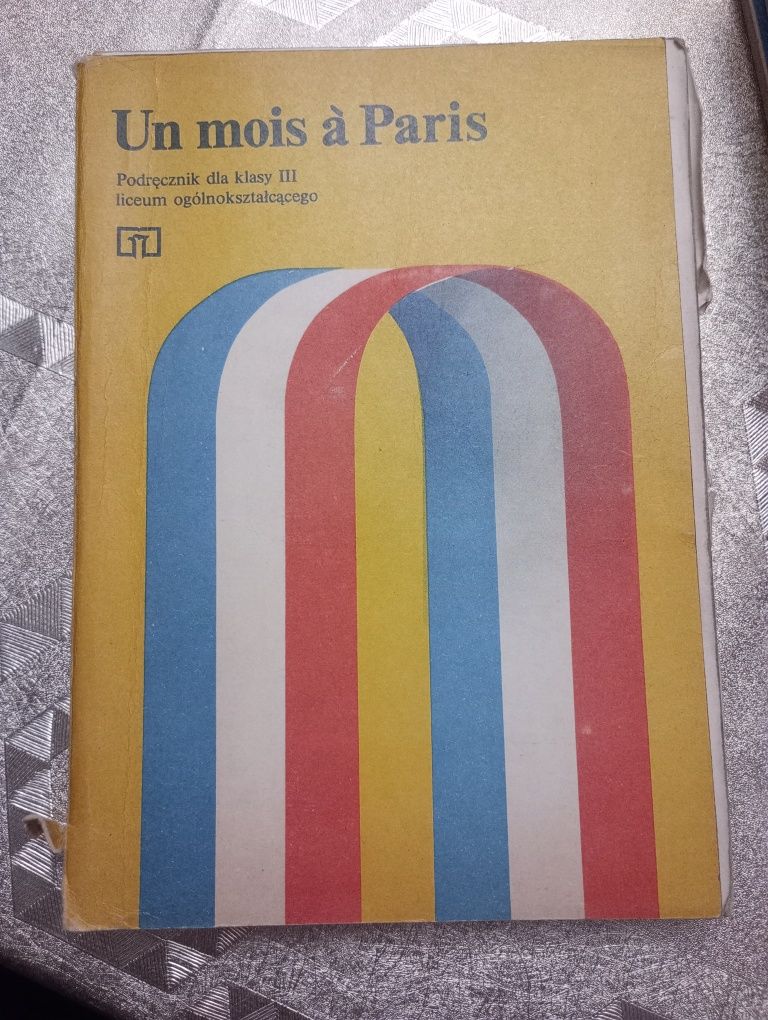 Un mois à Paris
Podręcznik dla klasy III
liceum ogólnokształcącego